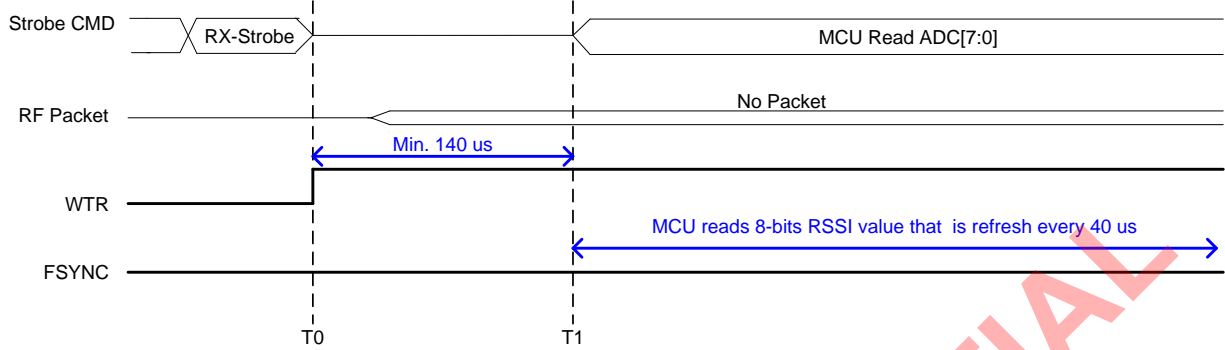 Strobe CMD
RX-Strobe
MCU Read ADC[7:0]
RF Packet
No Packet
Min. 140 us
WTR
MCU reads 8-bits RSSI value that is refresh every 40 us
FSYNC
T0
T1
TIAL